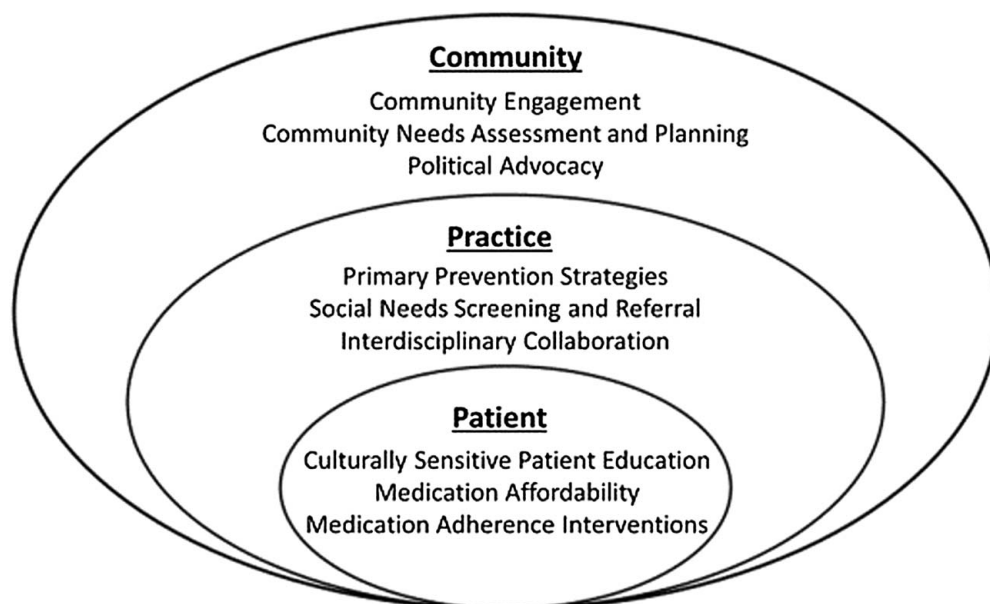 Community
Community Engagement
Community Needs Assessment and Planning
Political Advocacy
Practice
Primary Prevention Strategies
Social Needs Screening and Referral
Interdisciplinary Collaboration
Patient
Culturally Sensitive Patient Education
Medication Affordability
Medication Adherence Interventions